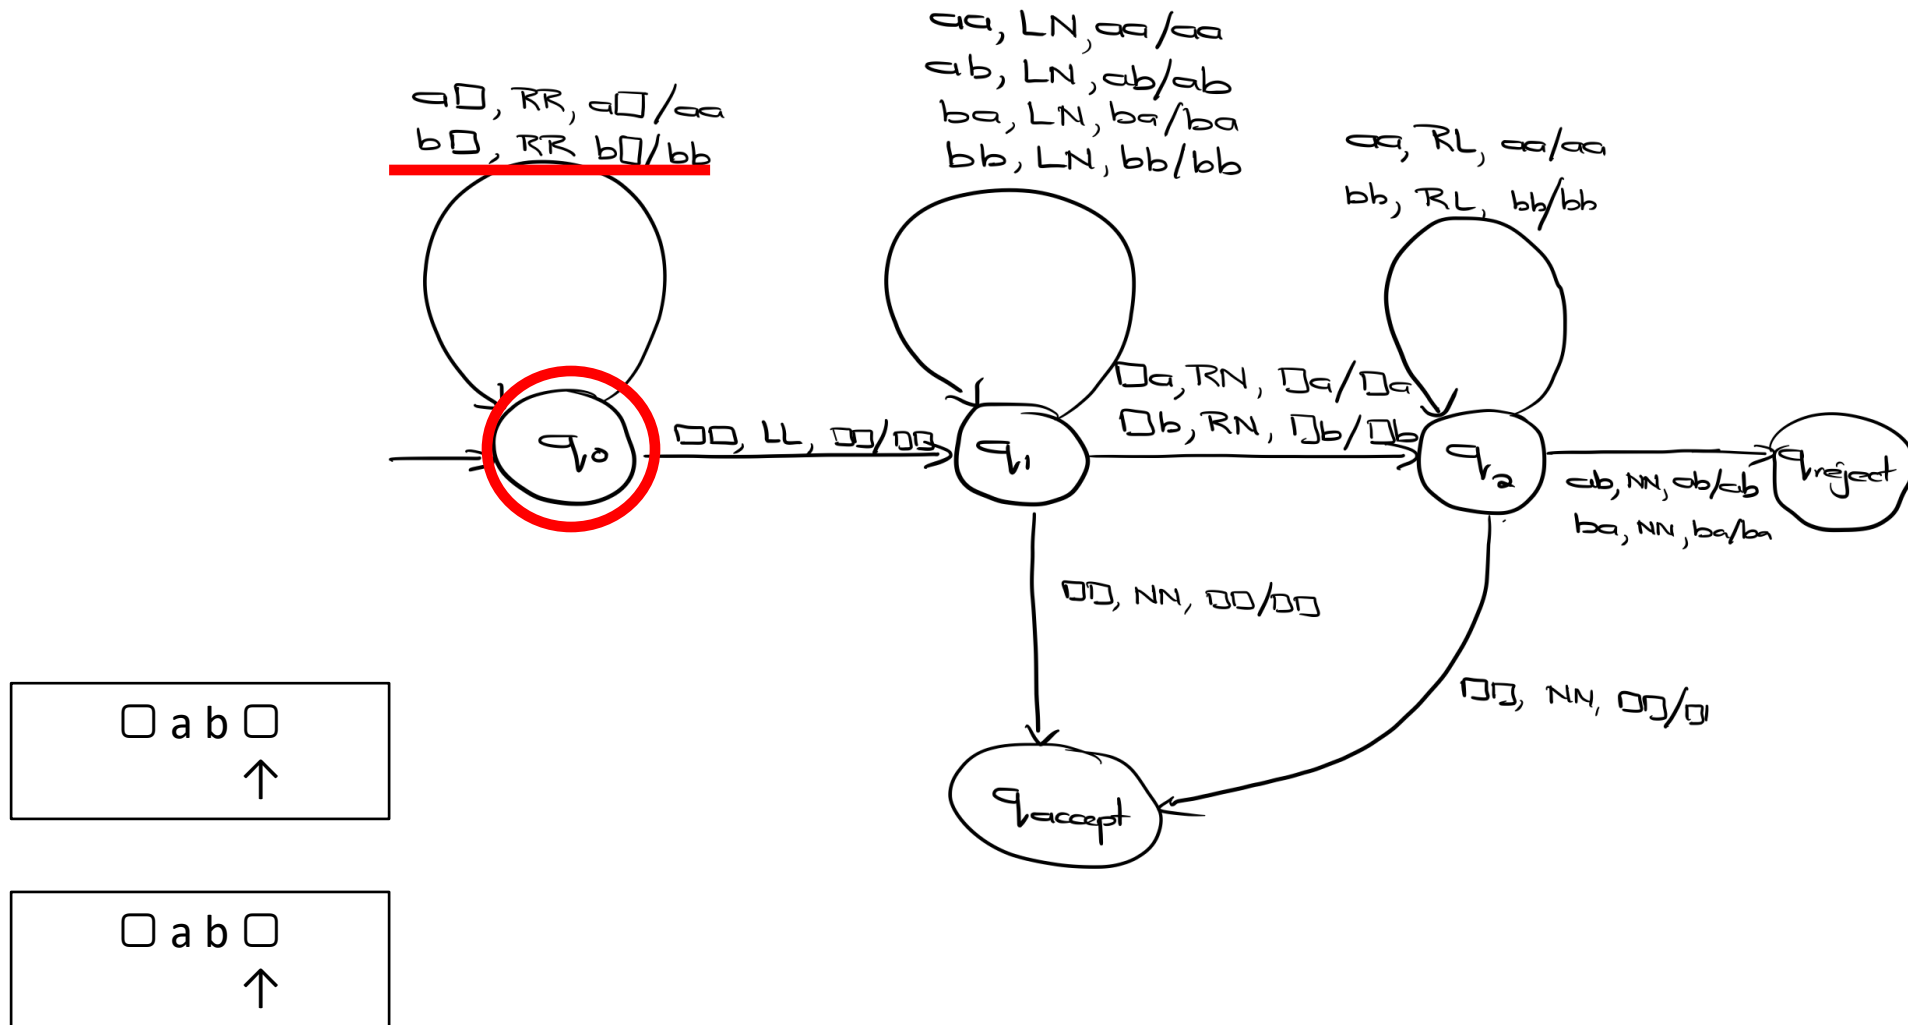 a□, RR, a□/aa
b□, RR b□/bb
aa, LN, aa/aa
ab, LN, ab/ab
ba, LN, ba/ba
bb, LN, bb/bb
aa, RL, aa/aa
bb, RL, bb/bb
q0
□□, LL, □□/□□
q1
□a, RN, □a/□a
□b, RN, □b/□b
q2
ab, NN, ab/ab
ba, NN, ba/ba
qreject
□□, NN, □□/□□
□□, NN, □□/□
qaccept
□ a b □
↑
□ a b □
↑